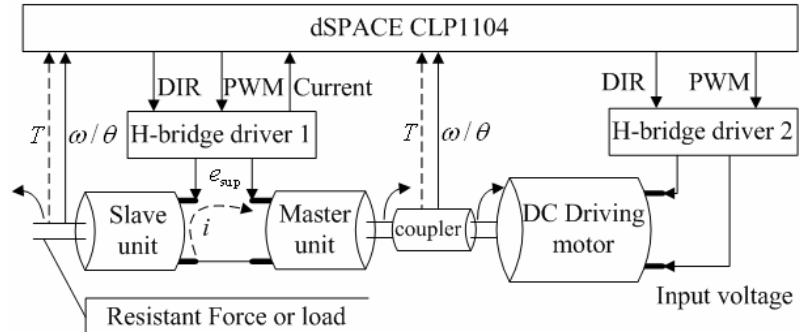 dSPACE CLP1104
DIR PWM Current
DIR PWM
T ω/θ
H-bridge driver 1
T ω/θ
H-bridge driver 2
e_sup
Slave unit
i
Master unit
coupler
DC Driving motor
Input voltage
Resistant Force or load